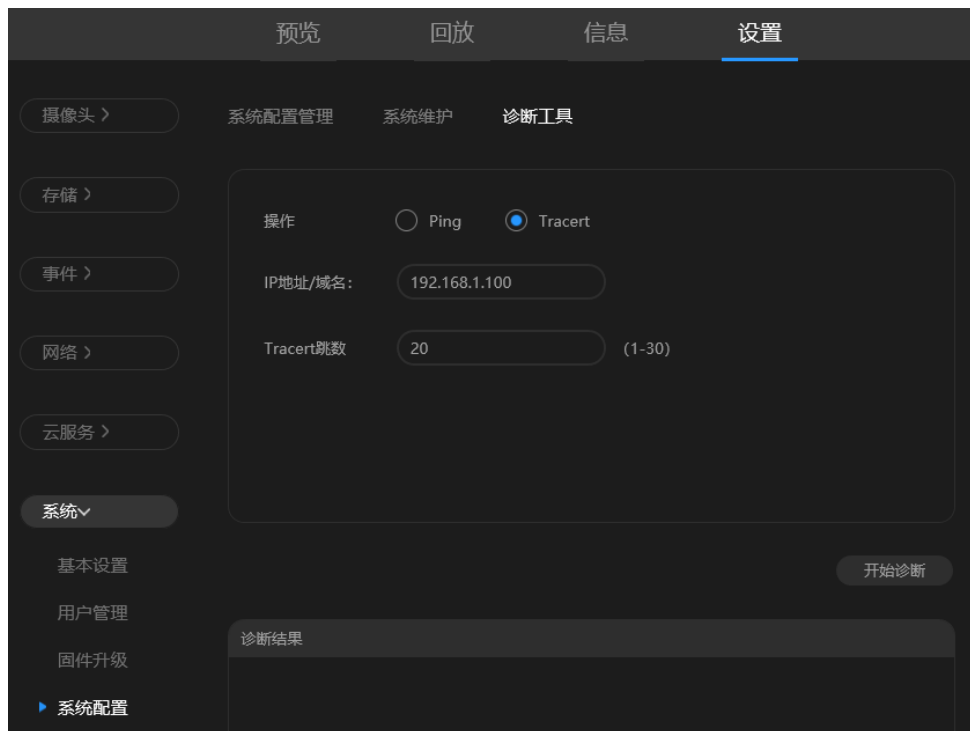 预览 回放 信息 设置
摄像头
系统配置管理 系统维护 诊断工具
存储
操作 Ping Tracert
事件
IP地址/域名: 192.168.1.100
网络
Tracert跳数 20 (1-30)
云服务
系统
基本设置
开始诊断
用户管理
诊断结果
固件升级
系统配置